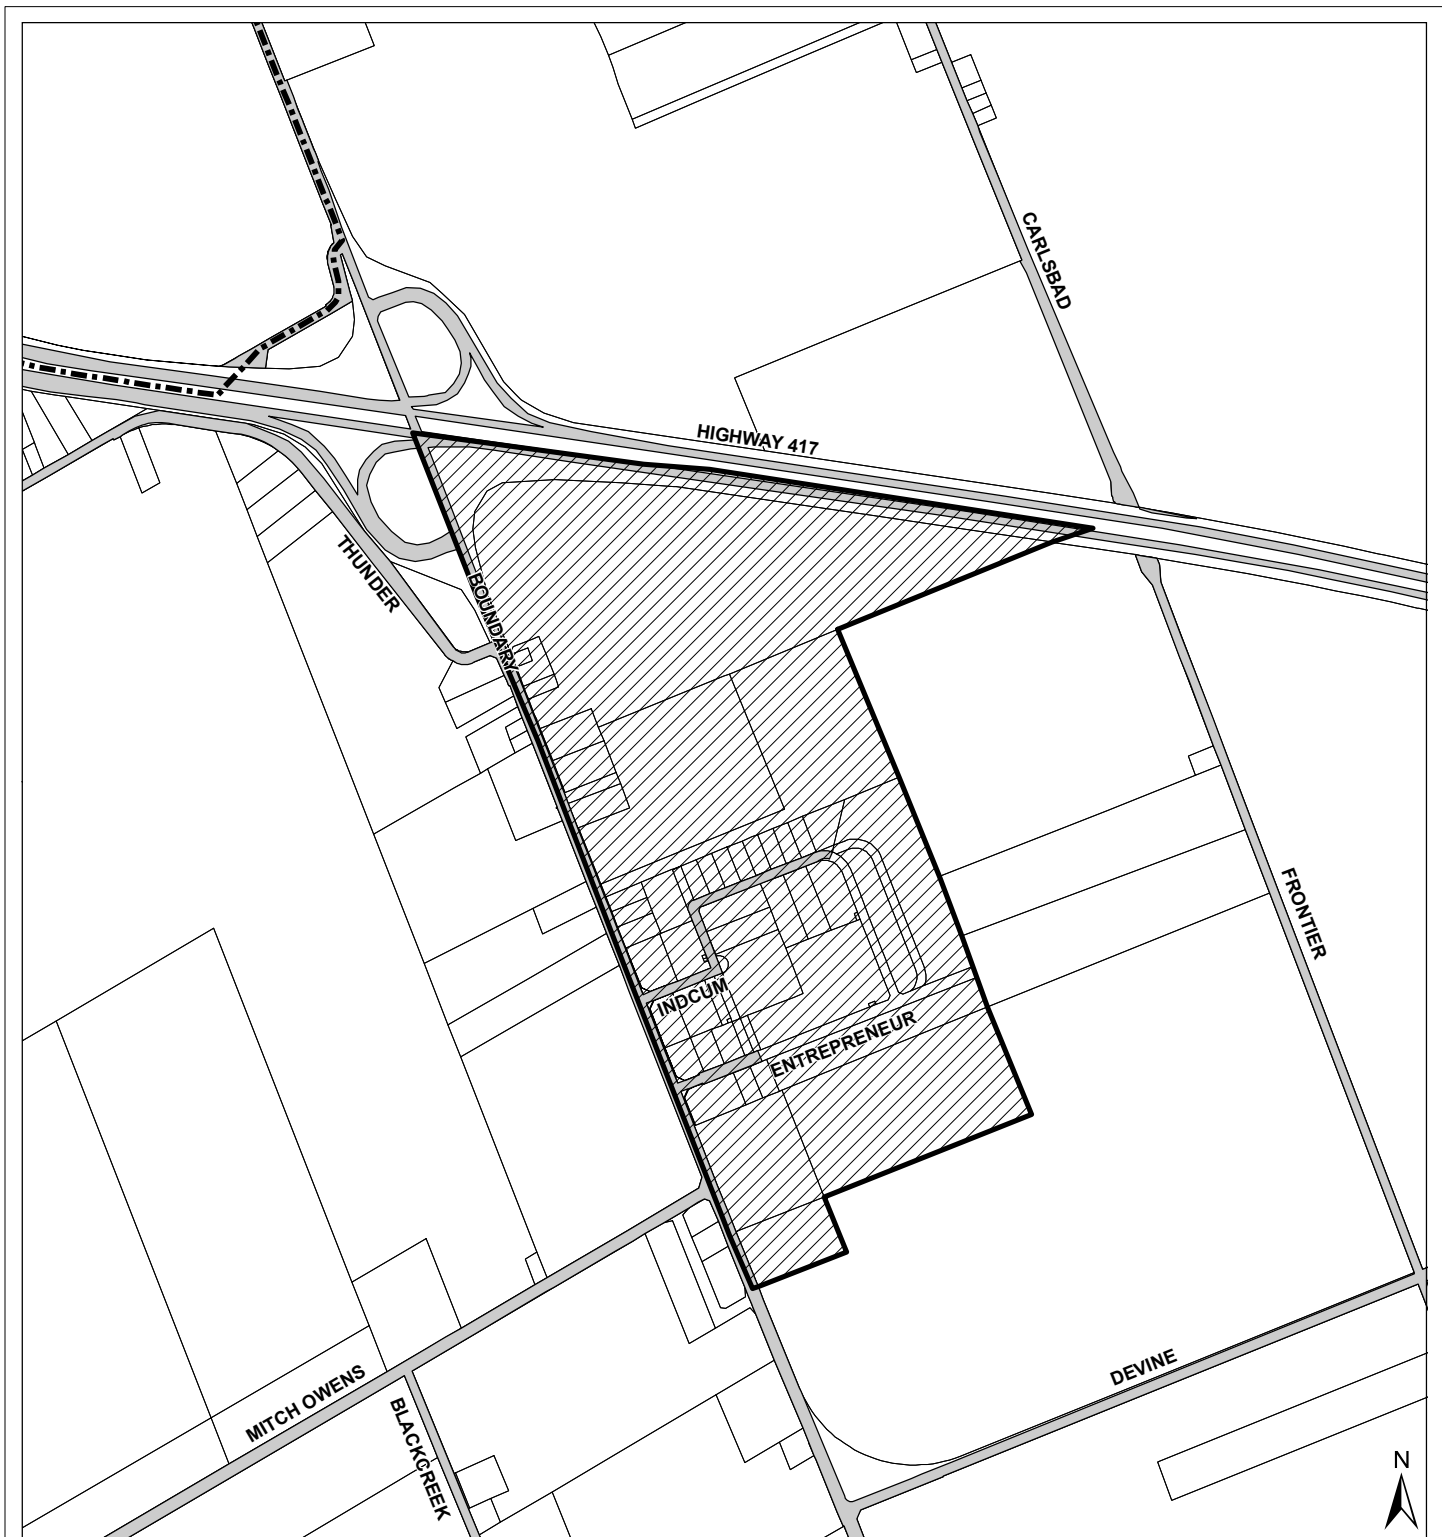 CARLSBAD
HIGHWAY 417
THUNDER
BOUNDARY
FRONTIER
INDCUM
ENTREPRENEUR
DEVINE
MITCH OWENS
BLACKCREEK
N